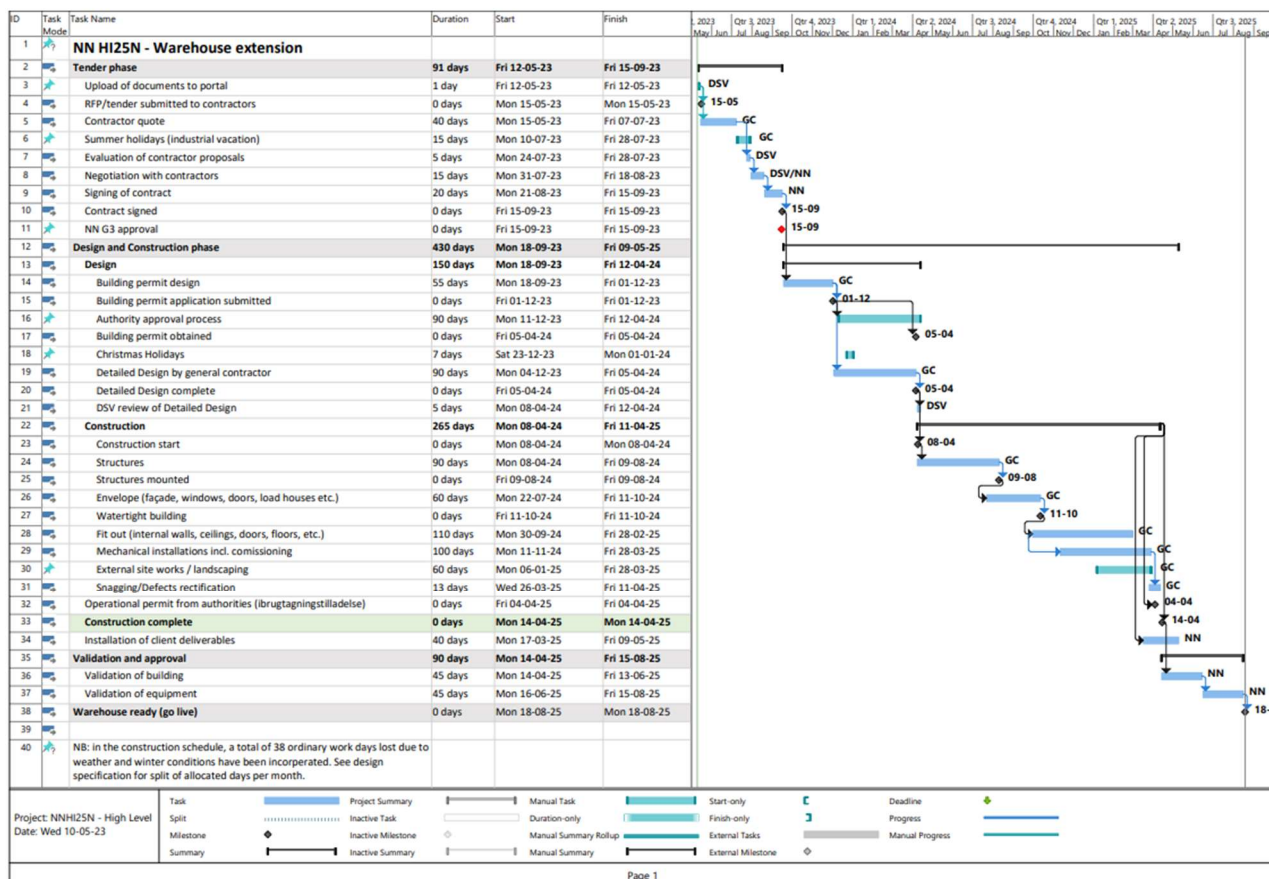 ID Task Mode Task Name Duration Start Finish
, 2023 Qtr 3, 2023 Qtr 4, 2023 Qtr 1, 2024 Qtr 2, 2024 Qtr 3, 2024 Qtr 4, 2024 Qtr 1, 2025 Qtr 2, 2025 Qtr 3, 2025
May Jun Jul Aug Sep Oct Nov Dec Jan Feb Mar Apr May Jun Jul Aug Sep Oct Nov Dec Jan Feb Mar Apr May Jun Jul Aug Sep
1 NN HI25N - Warehouse extension
2 Tender phase 91 days Fri 12-05-23 Fri 15-09-23
3 Upload of documents to portal 1 day Fri 12-05-23 Fri 12-05-23 DSV
4 RFP/tender submitted to contractors 0 days Mon 15-05-23 Mon 15-05-23 15-05
5 Contractor quote 40 days Mon 15-05-23 Fri 07-07-23 GC
6 Summer holidays (industrial vacation) 15 days Mon 10-07-23 Fri 28-07-23 GC
7 Evaluation of contractor proposals 5 days Mon 24-07-23 Fri 28-07-23 DSV
8 Negotiation with contractors 15 days Mon 31-07-23 Fri 18-08-23 DSV/NN
9 Signing of contract 20 days Mon 21-08-23 Fri 15-09-23 NN
10 Contract signed 0 days Fri 15-09-23 Fri 15-09-23 15-09
11 NN G3 approval 0 days Fri 15-09-23 Fri 15-09-23 15-09
12 Design and Construction phase 430 days Mon 18-09-23 Fri 09-05-25
13 Design 150 days Mon 18-09-23 Fri 12-04-24
14 Building permit design 55 days Mon 18-09-23 Fri 01-12-23 GC
15 Building permit application submitted 0 days Fri 01-12-23 Fri 01-12-23 01-12
16 Authority approval process 90 days Mon 11-12-23 Fri 12-04-24
17 Building permit obtained 0 days Fri 05-04-24 Fri 05-04-24 05-04
18 Christmas Holidays 7 days Sat 23-12-23 Mon 01-01-24
19 Detailed Design by general contractor 90 days Mon 04-12-23 Fri 05-04-24 GC
20 Detailed Design complete 0 days Fri 05-04-24 Fri 05-04-24 05-04
21 DSV review of Detailed Design 5 days Mon 08-04-24 Fri 12-04-24 DSV
22 Construction 265 days Mon 08-04-24 Fri 11-04-25
23 Construction start 0 days Mon 08-04-24 Mon 08-04-24 08-04
24 Structures 90 days Mon 08-04-24 Fri 09-08-24 GC
25 Structures mounted 0 days Fri 09-08-24 Fri 09-08-24 09-08
26 Envelope (façade, windows, doors, load houses etc.) 60 days Mon 22-07-24 Fri 11-10-24 GC
27 Watertight building 0 days Fri 11-10-24 Fri 11-10-24 11-10
28 Fit out (internal walls, ceilings, doors, floors, etc.) 110 days Mon 30-09-24 Fri 28-02-25 GC
29 Mechanical installations incl. comissioning 100 days Mon 11-11-24 Fri 28-03-25 GC
30 External site works / landscaping 60 days Mon 06-01-25 Fri 28-03-25 GC
31 Snagging/Defects rectification 13 days Wed 26-03-25 Fri 11-04-25 GC
32 Operational permit from authorities (ibrugtagningstilladelse) 0 days Fri 04-04-25 Fri 04-04-25 04-04
33 Construction complete 0 days Mon 14-04-25 Mon 14-04-25 14-04
34 Installation of client deliverables 40 days Mon 17-03-25 Fri 09-05-25 NN
35 Validation and approval 90 days Mon 14-04-25 Fri 15-08-25
36 Validation of building 45 days Mon 14-04-25 Fri 13-06-25 NN
37 Validation of equipment 45 days Mon 16-06-25 Fri 15-08-25 NN
38 Warehouse ready (go live) 0 days Mon 18-08-25 Mon 18-08-25 18-
39
40 NB: in the construction schedule, a total of 38 ordinary work days lost due to
weather and winter conditions have been incorperated. See design
specification for split of allocated days per month.
Project: NNHI25N - High Level
Date: Wed 10-05-23
Task Project Summary Manual Task Start-only Deadline
Split Inactive Task Duration-only Finish-only Progress
Milestone Inactive Milestone Manual Summary Rollup External Tasks Manual Progress
Summary Inactive Summary Manual Summary External Milestone
Page 1